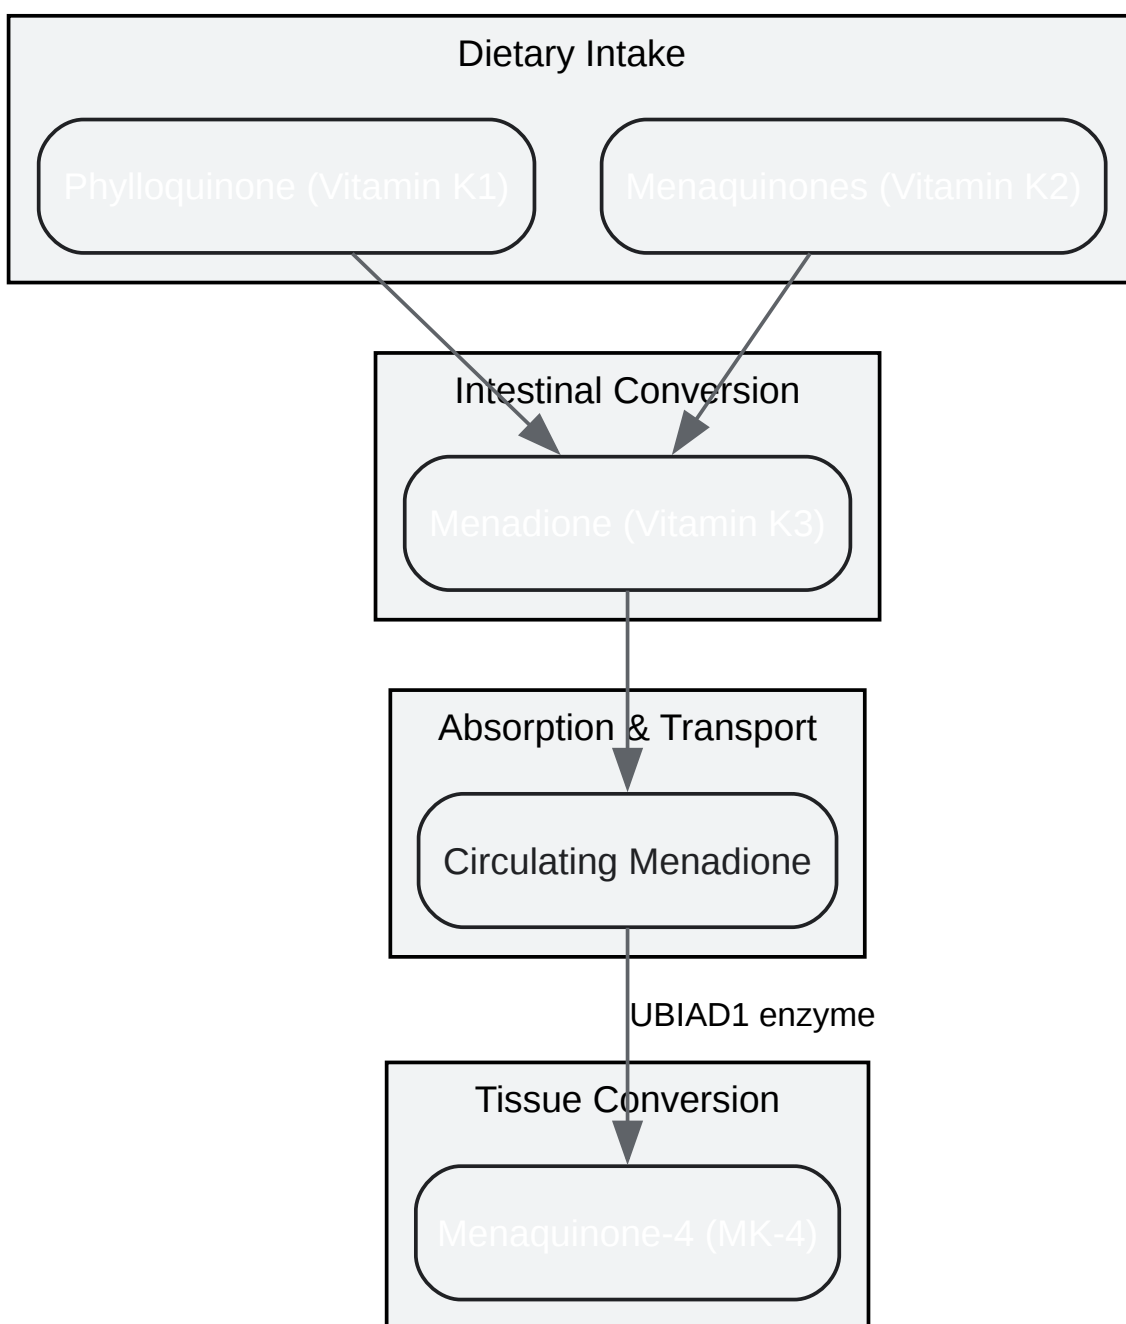 Dietary Intake
Phylloquinone (Vitamin K1)
Menaquinones (Vitamin K2)
Intestinal Conversion
Menadione (Vitamin K3)
Absorption & Transport
Circulating Menadione
UBIAD1 enzyme
Tissue Conversion
Menaquinone-4 (MK-4)